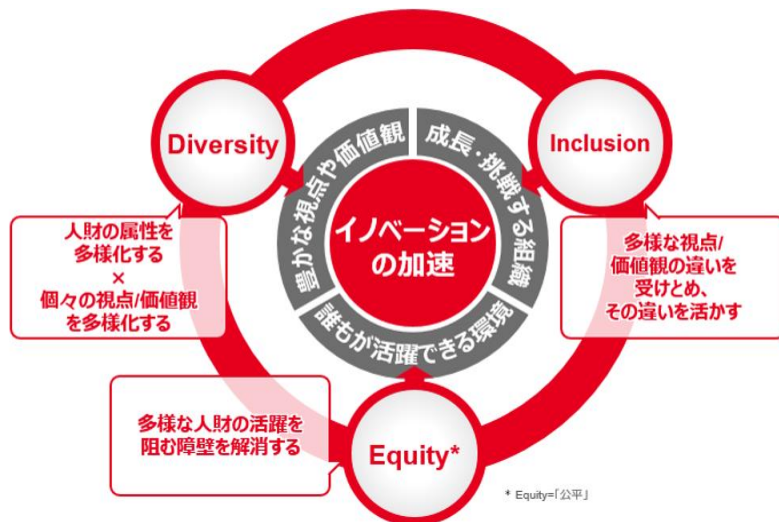 Diversity
Inclusion
豊かな視点や価値観
成長・挑戦する組織
誰もが活躍できる環境
イノベーション
の加速
人財の属性を
多様化する
×
個々の視点/価値観
を多様化する
多様な視点/
価値観の違いを
受けとめ、
その違いを活かす
多様な人財の活躍を
阻む障壁を解消する
Equity*
* Equity=「公平」